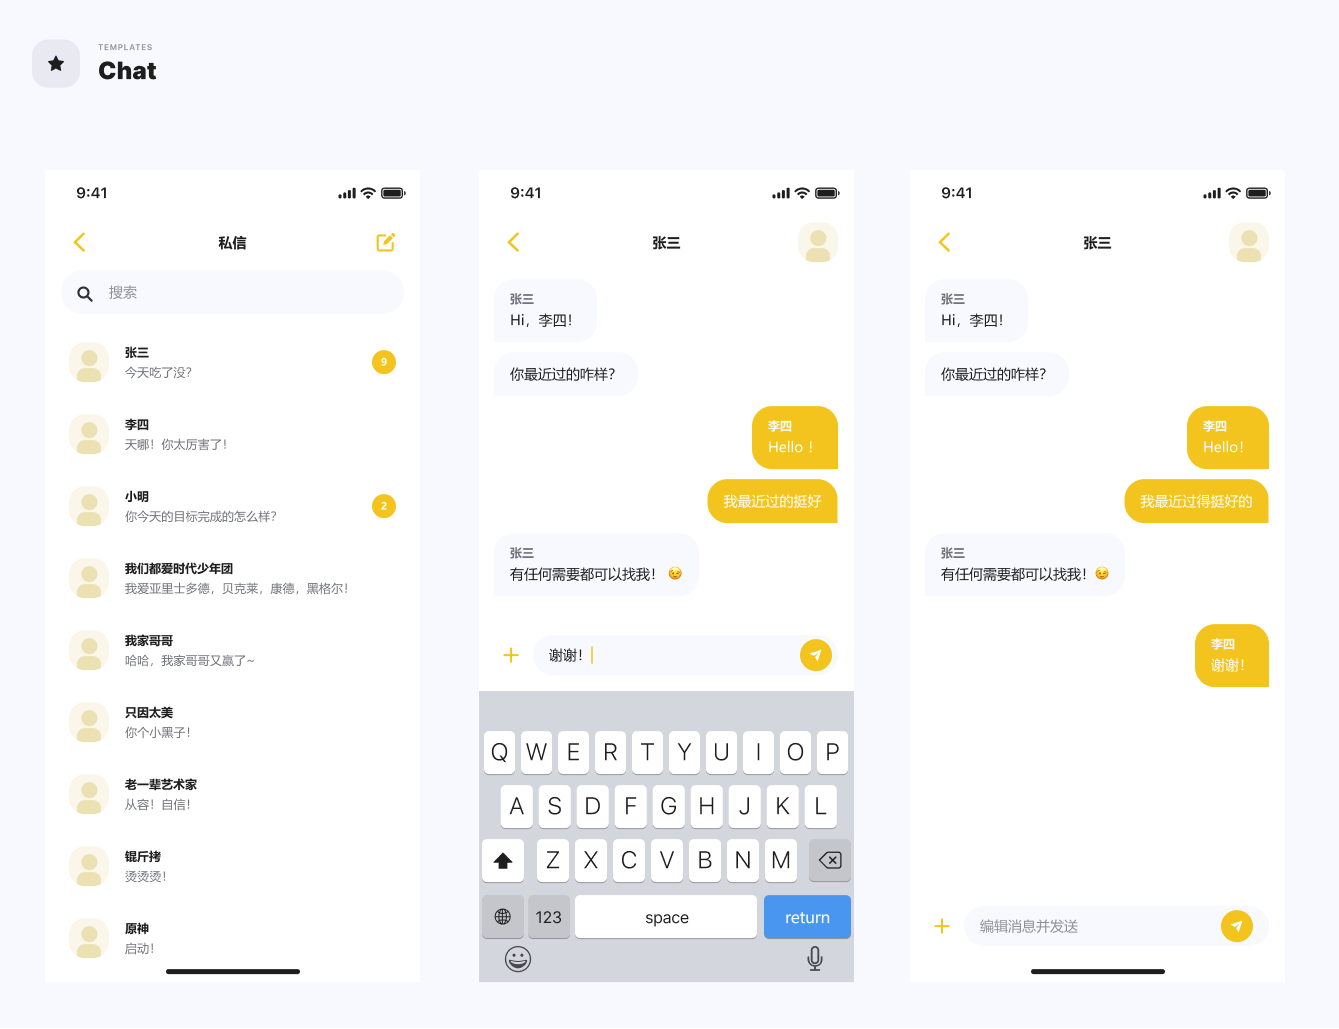 TEMPLATES
Chat
9:41
私信
搜索
张三
今天吃了没?
9
李四
天哪！你太厉害了！
小明
你今天的目标完成的怎么样?
2
我们都爱时代少年团
我爱亚里士多德，贝克莱，康德，黑格尔！
我家哥哥
哈哈，我家哥哥又赢了~
只因太美
你个小黑子！
老一辈艺术家
从容！自信！
锟斤拷
烫烫烫！
原神
启动！
9:41
张三
张三
Hi，李四！
你最近过的咋样?
李四
Hello！
我最近过的挺好
张三
有任何需要都可以找我！😉
谢谢！
Q W E R T Y U I O P
A S D F G H J K L
Z X C V B N M
123 space return
9:41
张三
张三
Hi，李四！
你最近过的咋样?
李四
Hello！
我最近过得挺好的
张三
有任何需要都可以找我！😉
李四
谢谢！
编辑消息并发送